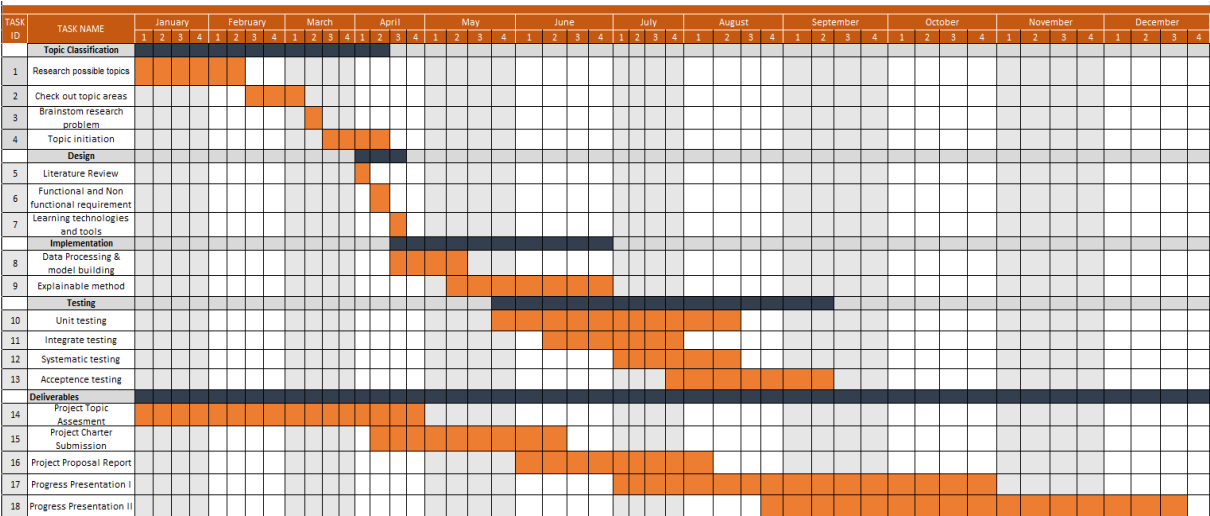 TASK ID TASK NAME January February March April May June July August September October November December
1 2 3 4 1 2 3 4 1 2 3 4 1 2 3 4 1 2 3 4 1 2 3 4 1 2 3 4 1 2 3 4 1 2 3 4 1 2 3 4 1 2 3 4 1 2 3 4
Topic Classification
1 Research possible topics
2 Check out topic areas
3 Brainstom research
problem
4 Topic initiation
Design
5 Literature Review
6 Functional and Non
functional requirement
7 Learning technologies
and tools
Implementation
8 Data Processing &
model building
9 Explainable method
Testing
10 Unit testing
11 Integrate testing
12 Systematic testing
13 Acceptence testing
Deliverables
14 Project Topic
Assesment
15 Project Charter
Submission
16 Project Proposal Report
17 Progress Presentation I
18 Progress Presentation II